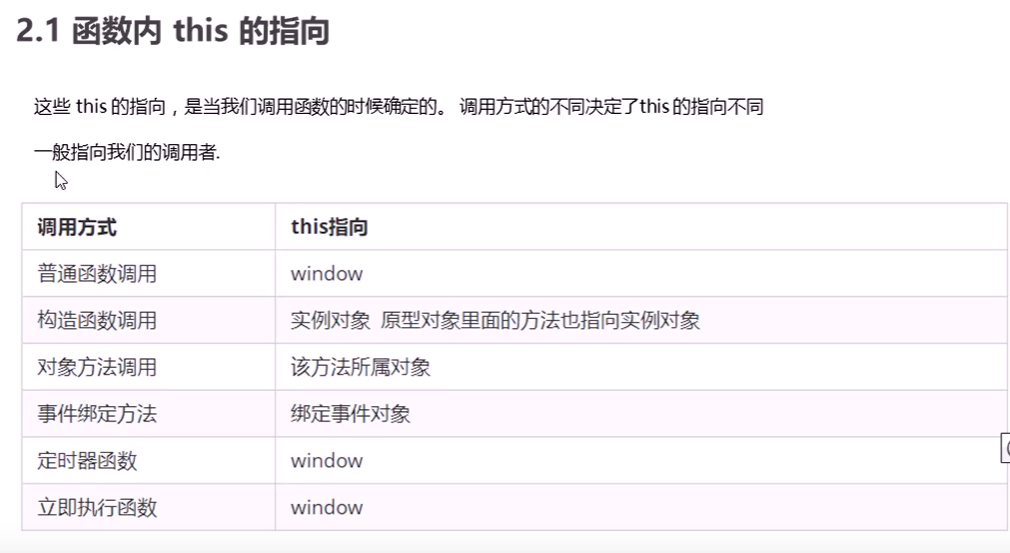 2.1 函数内 this 的指向
这些 this 的指向，是当我们调用函数的时候确定的。 调用方式的不同决定了this 的指向不同
一般指向我们的调用者.
调用方式 this指向
普通函数调用 window
构造函数调用 实例对象 原型对象里面的方法也指向实例对象
对象方法调用 该方法所属对象
事件绑定方法 绑定事件对象
定时器函数 window
立即执行函数 window